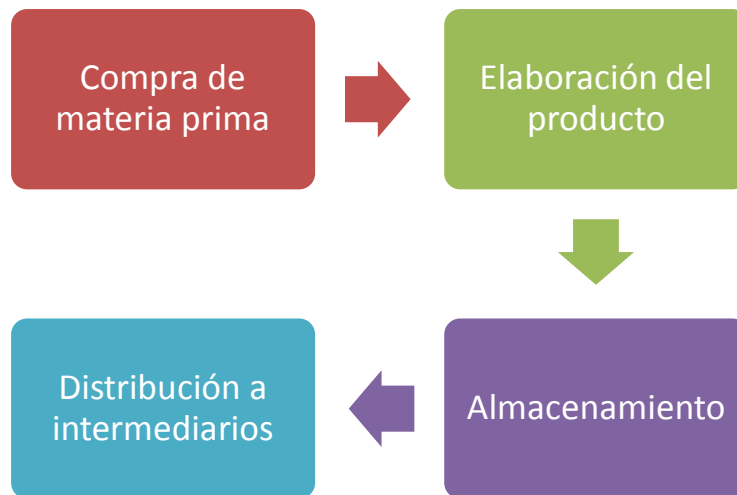 Compra de
materia prima
Elaboración del
producto
Almacenamiento
Distribución a
intermediarios